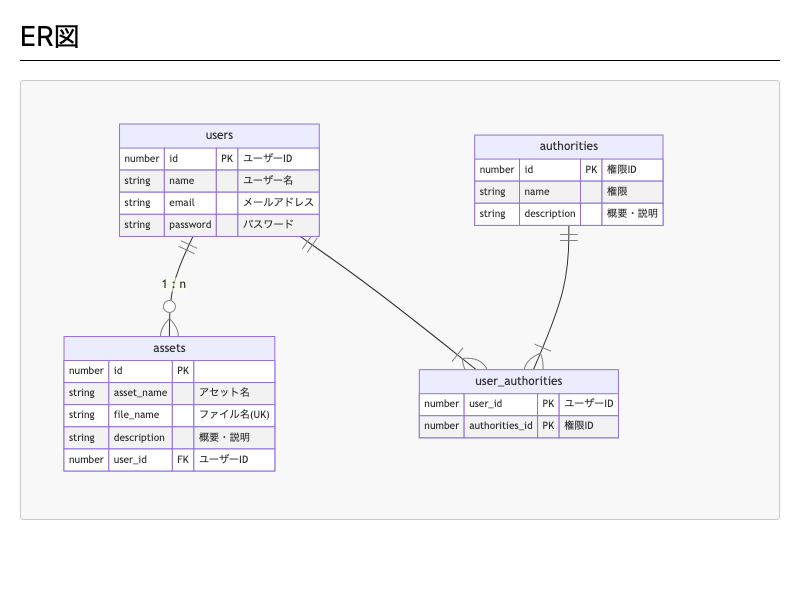 ER図
users
number id PK ユーザーID
string name ユーザー名
string email メールアドレス
string password パスワード
authorities
number id PK 権限ID
string name 権限
string description 概要・説明
1 : n
assets
number id PK
string asset_name アセット名
string file_name ファイル名(UK)
string description 概要・説明
number user_id FK ユーザーID
user_authorities
number user_id PK ユーザーID
number authorities_id PK 権限ID